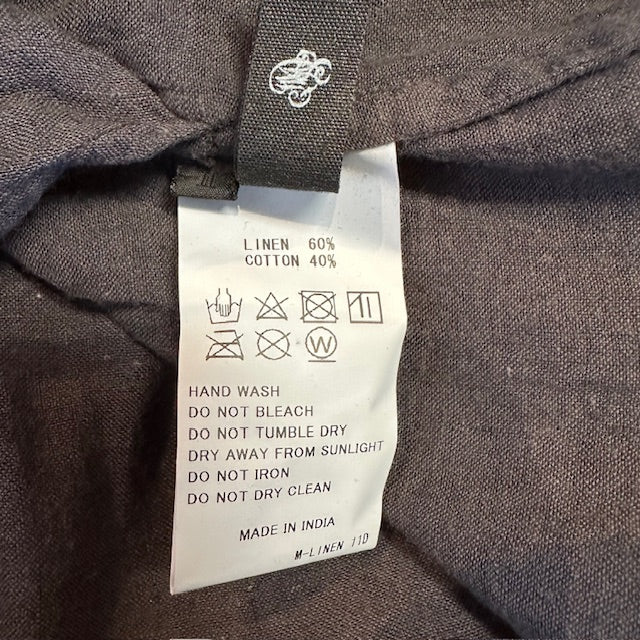 LINEN 60%
COTTON 40%
W
HAND WASH
DO NOT BLEACH
DO NOT TUMBLE DRY
DRY AWAY FROM SUNLIGHT
DO NOT IRON
DO NOT DRY CLEAN
MADE IN INDIA
M-LINEN 11D